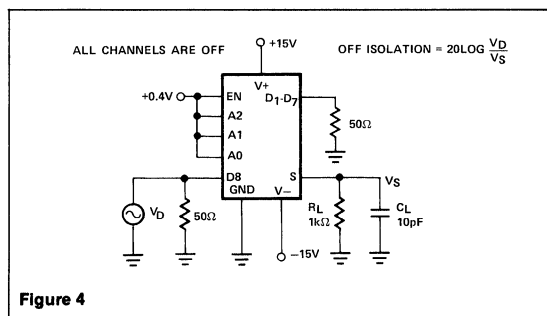 ALL CHANNELS ARE OFF
OFF ISOLATION = 20LOG VD/VS
+15V
V+
+0.4V
EN
A2
A1
A0
D1-D7
50Ω
D8
GND
V−
S
VS
VD
50Ω
RL
1kΩ
CL
10pF
−15V
Figure 4